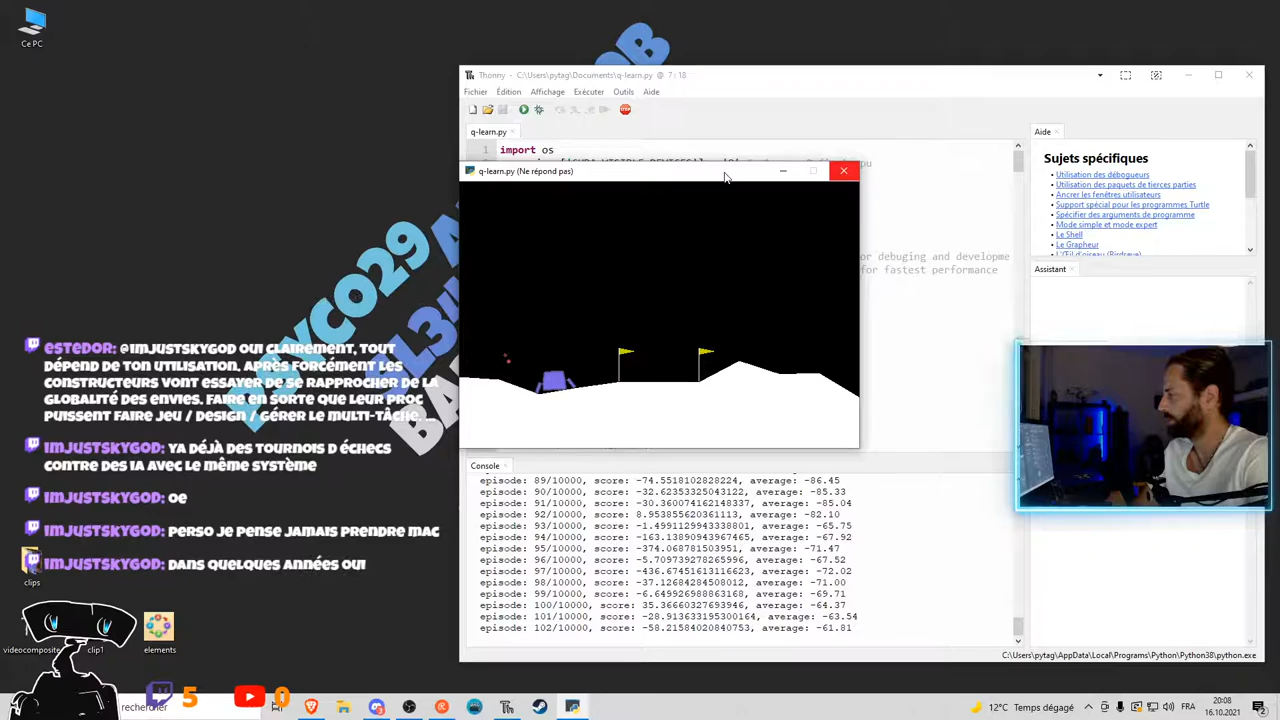 Ce PC
Thonny - C:\Users\pytag\Documents\q-learn.py @ 7:18
Fichier Édition Affichage Exécuter Outils Aide
q-learn.py
1 import os
q-learn.py (Ne répond pas)
or debuging and developme
for fastest performance
Aide
Sujets spécifiques
Utilisation des débogueurs
Utilisation des paquets de tierces parties
Ancrer les fenêtres utilisateurs
Support spécial pour les programmes Turtle
Spécifier des arguments de programme
Mode simple et mode expert
Le Shell
Le Grapheur
L'Œil d'oiseau (Birdseye)
Assistant
ESTEDOR: @IMJUSTSKYGOD OUI CLAIREMENT, TOUT
DÉPEND DE TON UTILISATION. APRÈS FORCÉMENT LES
CONSTRUCTEURS VONT ESSAYER DE SE RAPPROCHER DE LA
GLOBALITÉ DES ENVIES. FAIRE EN SORTE QUE LEUR PROC
PUISSENT FAIRE JEU / DESIGN / GÉRER LE MULTI-TÂCHE, ...
IMJUSTSKYGOD: YA DÉJÀ DES TOURNOIS D ÉCHECS
CONTRE DES IA AVEC LE MÊME SYSTÈME
IMJUSTSKYGOD: OE
IMJUSTSKYGOD: PERSO JE PENSE JAMAIS PRENDRE MAC
IMJUSTSKYGOD: DANS QUELQUES ANNÉES OUI
Console
episode: 89/10000, score: -74.5518102828224, average: -86.45
episode: 90/10000, score: -32.62353325043122, average: -85.33
episode: 91/10000, score: -30.360074162148337, average: -85.04
episode: 92/10000, score: 8.953855620361113, average: -82.10
episode: 93/10000, score: -1.4991129943338801, average: -65.75
episode: 94/10000, score: -163.13890943967465, average: -67.92
episode: 95/10000, score: -374.068781503951, average: -71.47
episode: 96/10000, score: -5.709739278265996, average: -67.52
episode: 97/10000, score: -436.67451613116623, average: -72.02
episode: 98/10000, score: -37.12684284508012, average: -71.00
episode: 99/10000, score: -6.6649926988863168, average: -69.71
episode: 100/10000, score: 35.36660327693946, average: -64.37
episode: 101/10000, score: -28.913633195300164, average: -63.54
episode: 102/10000, score: -58.21584020840753, average: -61.81
C:\Users\pytag\AppData\Local\Programs\Python\Python38\python.exe
clips
videocomposite
clip1
elements
5
0
rechercher
12°C Temps dégagé
FRA
20:08
16.10.2021
2